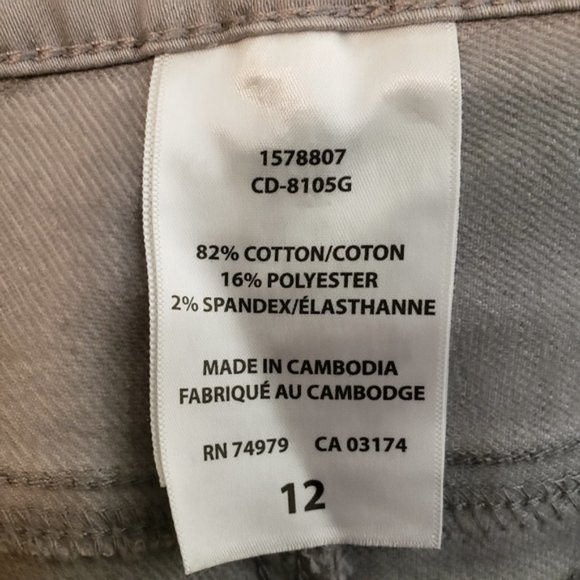 1578807
CD-8105G
82% COTTON/COTON
16% POLYESTER
2% SPANDEX/ÉLASTHANNE
MADE IN CAMBODIA
FABRIQUÉ AU CAMBODGE
RN 74979 CA 03174
12